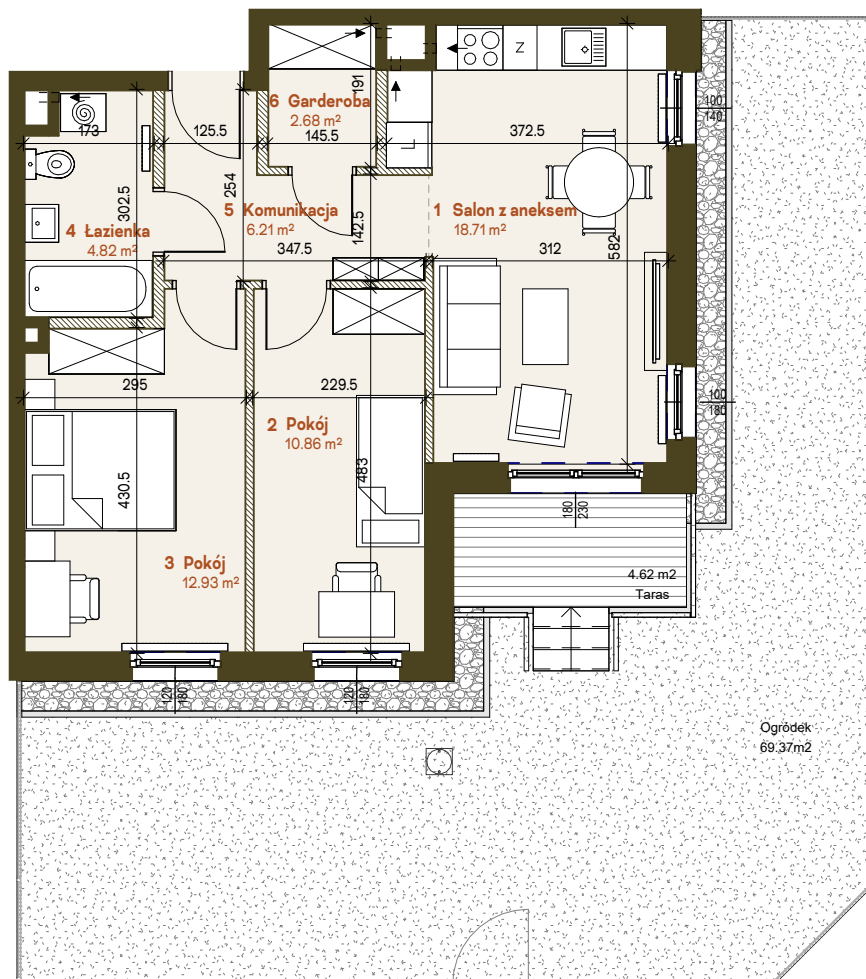 191
Z
6 Garderoba
2.68 m²
173
125.5
145.5
372.5
100
140
L
254
302.5
142.5
5 Komunikacja
6.21 m²
1 Salon z aneksem
18.71 m²
4 Łazienka
4.82 m²
347.5
312
582
295
229.5
100
180
2 Pokój
10.86 m²
430.5
483
180
230
3 Pokój
12.93 m²
4.62 m2
Taras
120
180
120
180
Ogródek
69.37m2